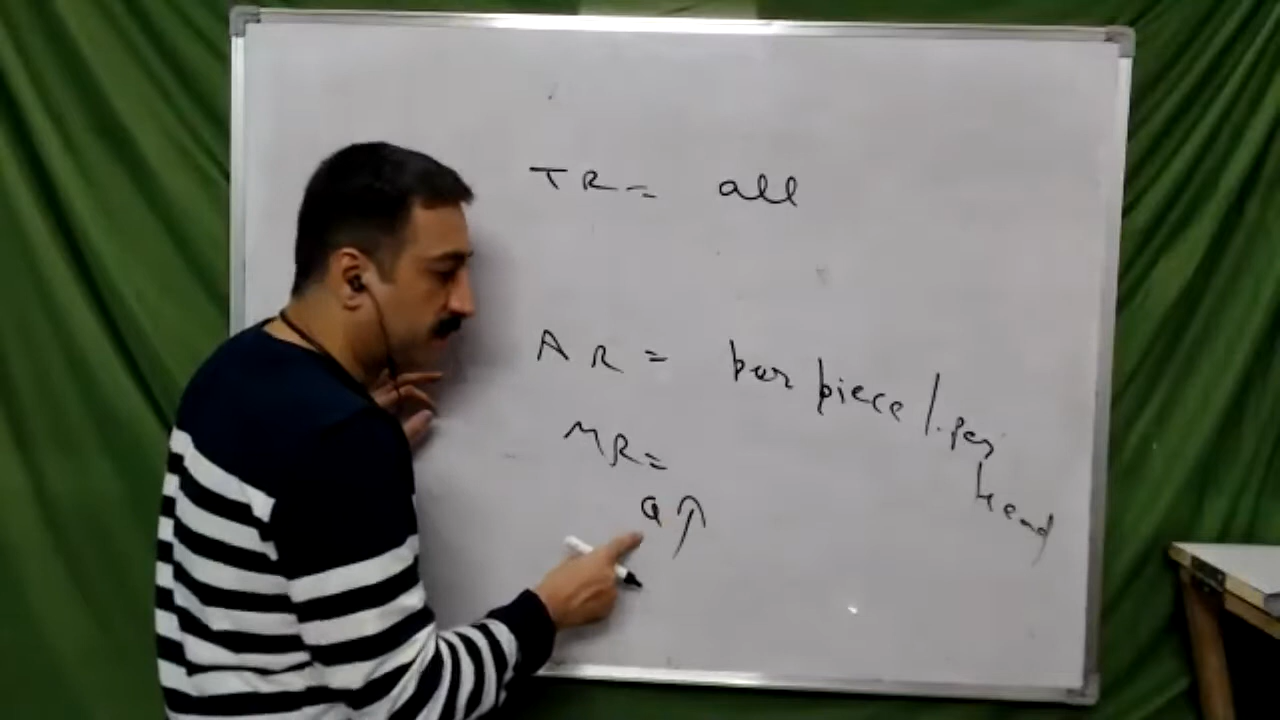 TR= all
AR = per piece / per head
MR=
Q ↑